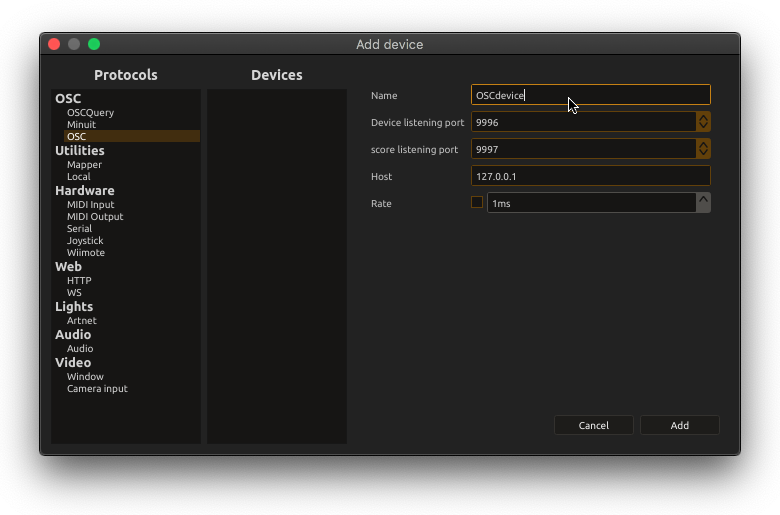 Add device
Protocols
Devices
OSC
OSCQuery
Minuit
OSC
Utilities
Mapper
Local
Hardware
MIDI Input
MIDI Output
Serial
Joystick
Wiimote
Web
HTTP
WS
Lights
Artnet
Audio
Audio
Video
Window
Camera input
Name OSCdevice
Device listening port 9996
score listening port 9997
Host 127.0.0.1
Rate 1ms
Cancel Add